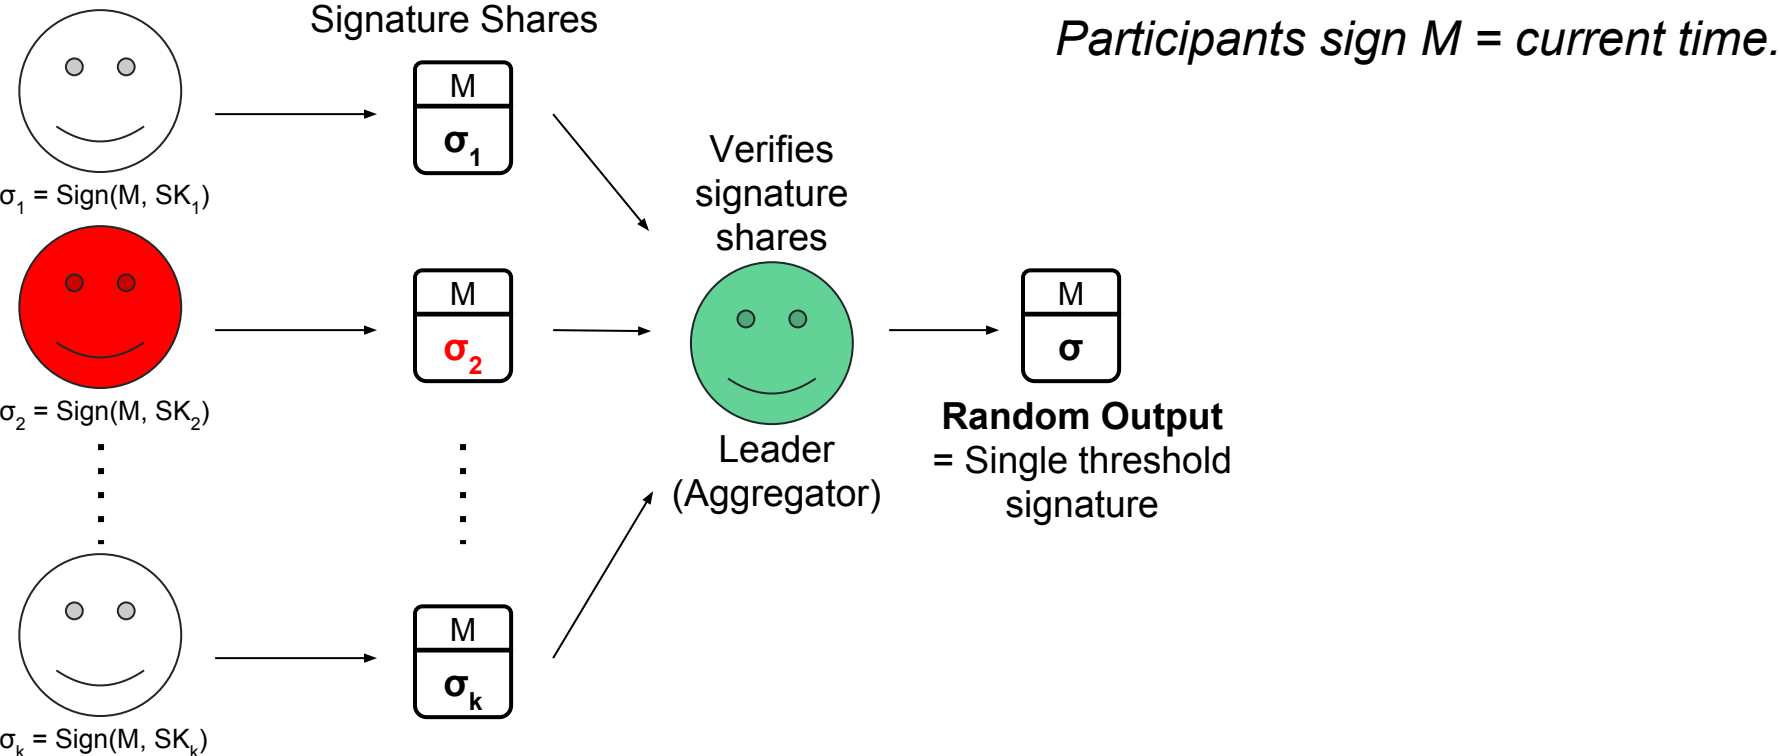 Signature Shares
Participants sign M = current time.
M
σ1
σ1 = Sign(M, SK1)
Verifies
signature
shares
M
σ2
σ2 = Sign(M, SK2)
M
σ
Random Output
= Single threshold
signature
Leader
(Aggregator)
M
σk
σk = Sign(M, SKk)